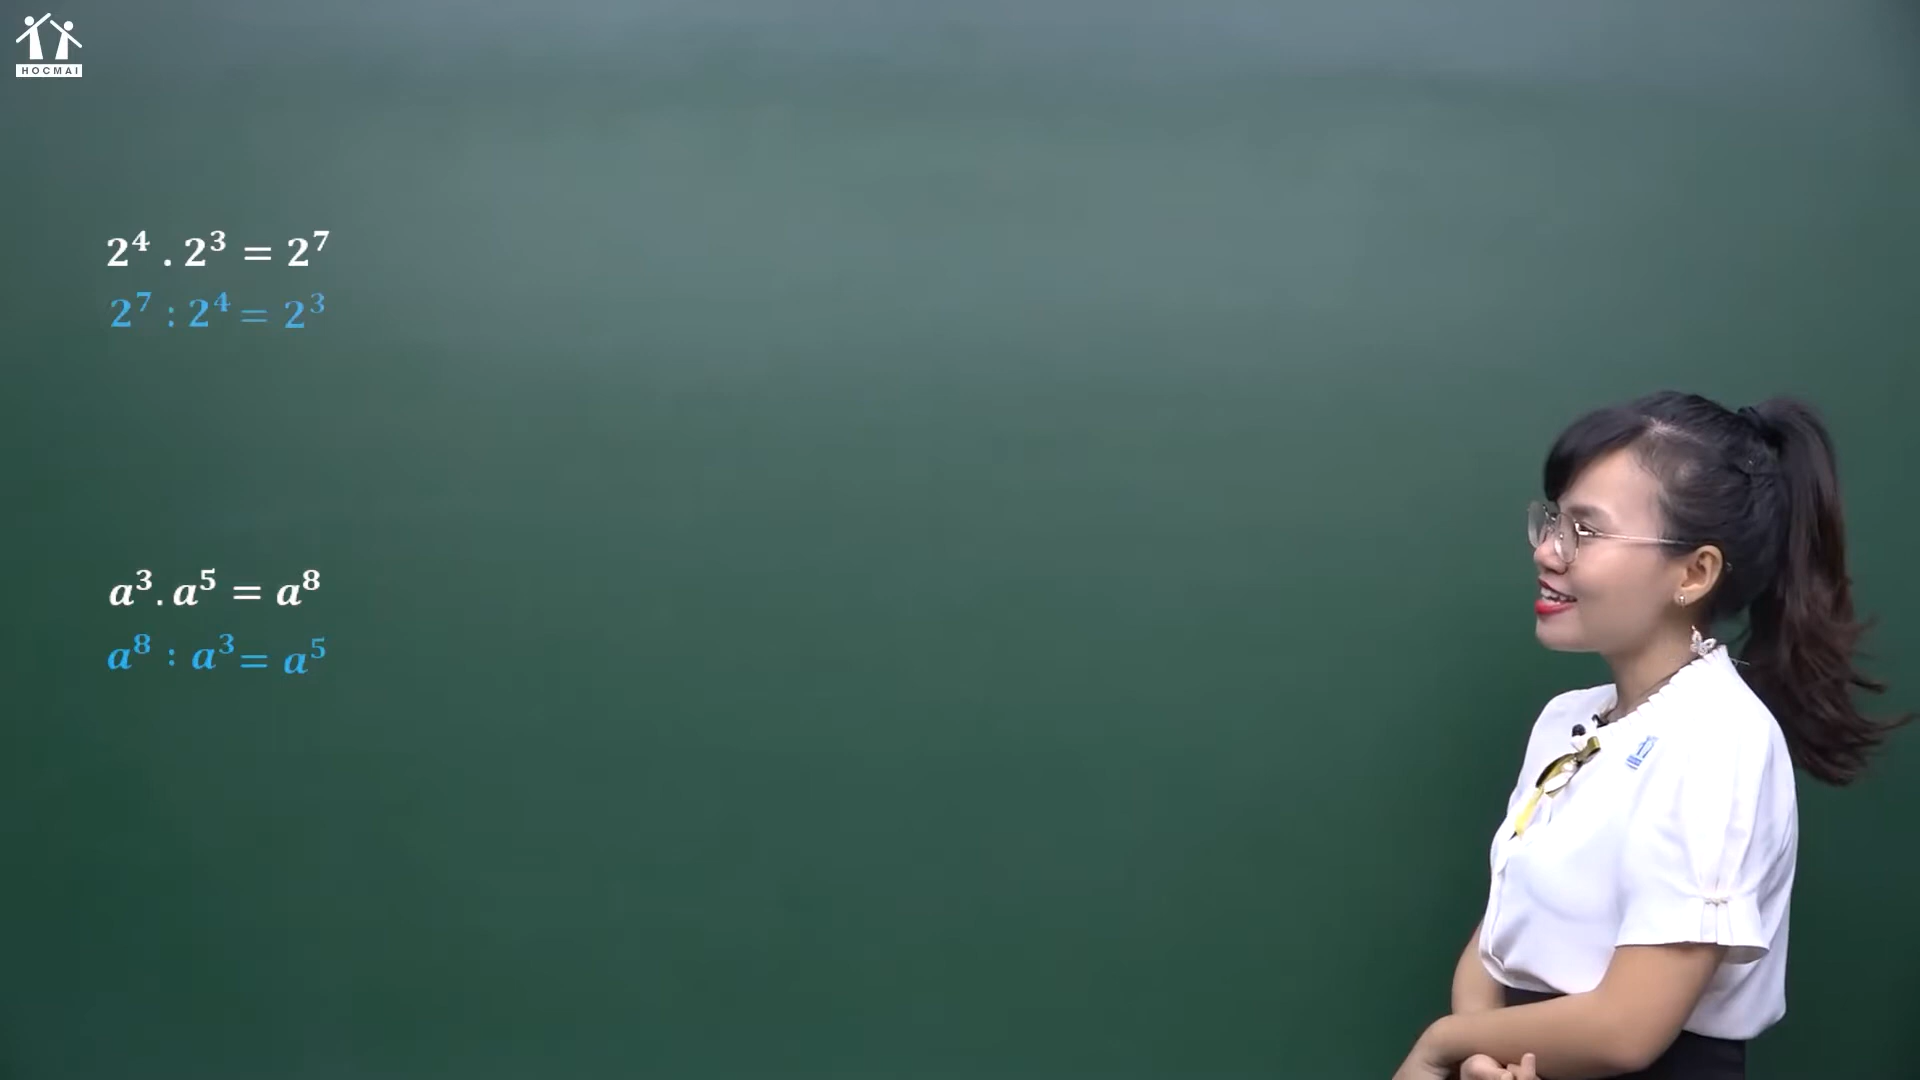 HOCMAI
2⁴ . 2³ = 2⁷
2⁷ : 2⁴ = 2³
a³. a⁵ = a⁸
a⁸ : a³ = a⁵